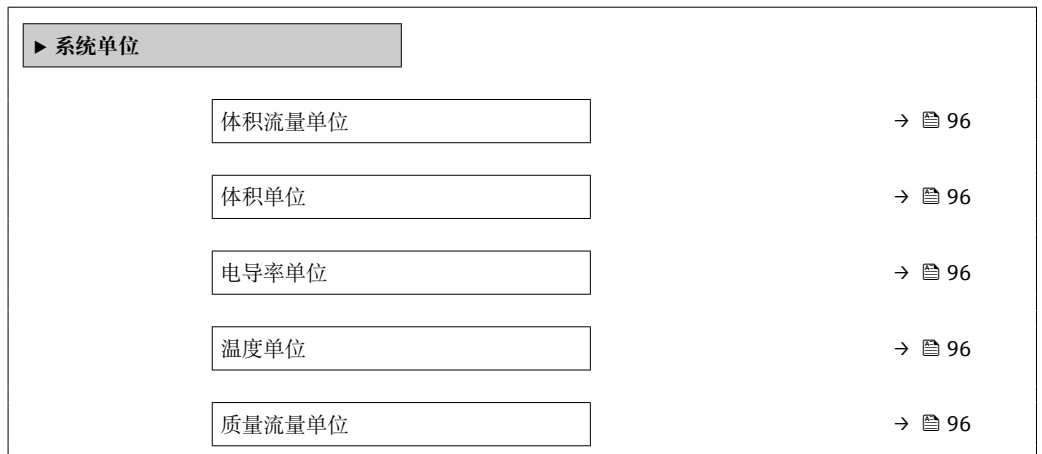 ▶ 系统单位
体积流量单位 → 🖹 96
体积单位 → 🖹 96
电导率单位 → 🖹 96
温度单位 → 🖹 96
质量流量单位 → 🖹 96